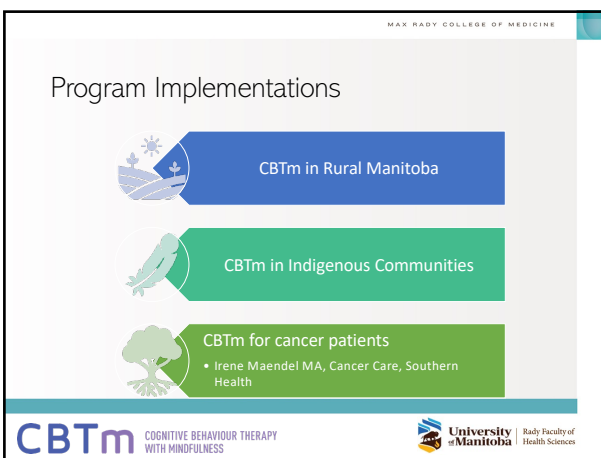 MAX RADY COLLEGE OF MEDICINE
Program Implementations
CBTm in Rural Manitoba
CBTm in Indigenous Communities
CBTm for cancer patients
• Irene Maendel MA, Cancer Care, Southern
Health
CBTm COGNITIVE BEHAVIOUR THERAPY
WITH MINDFULNESS
University
of Manitoba
Rady Faculty of
Health Sciences